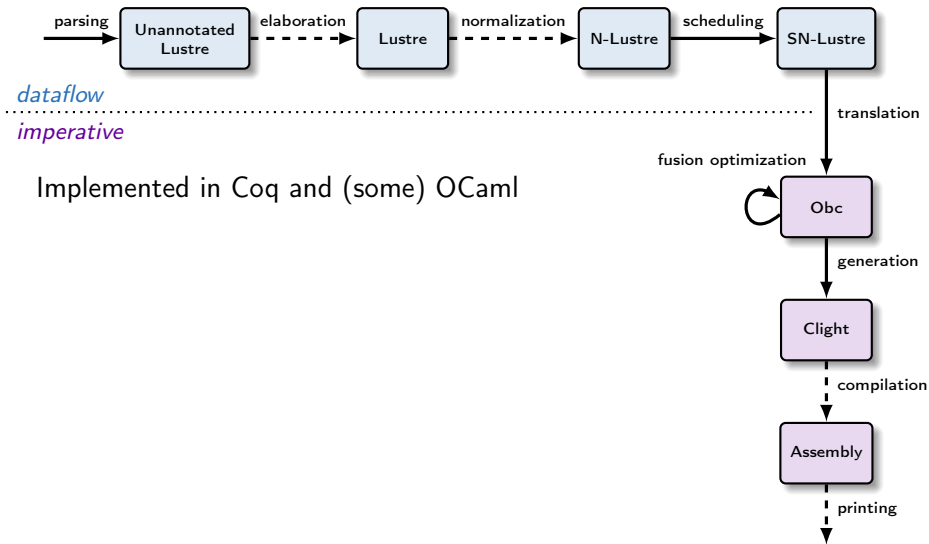 parsing
Unannotated
Lustre
elaboration
Lustre
normalization
N-Lustre
scheduling
SN-Lustre
dataflow
imperative
translation
Implemented in Coq and (some) OCaml
fusion optimization
Obc
generation
Clight
compilation
Assembly
printing